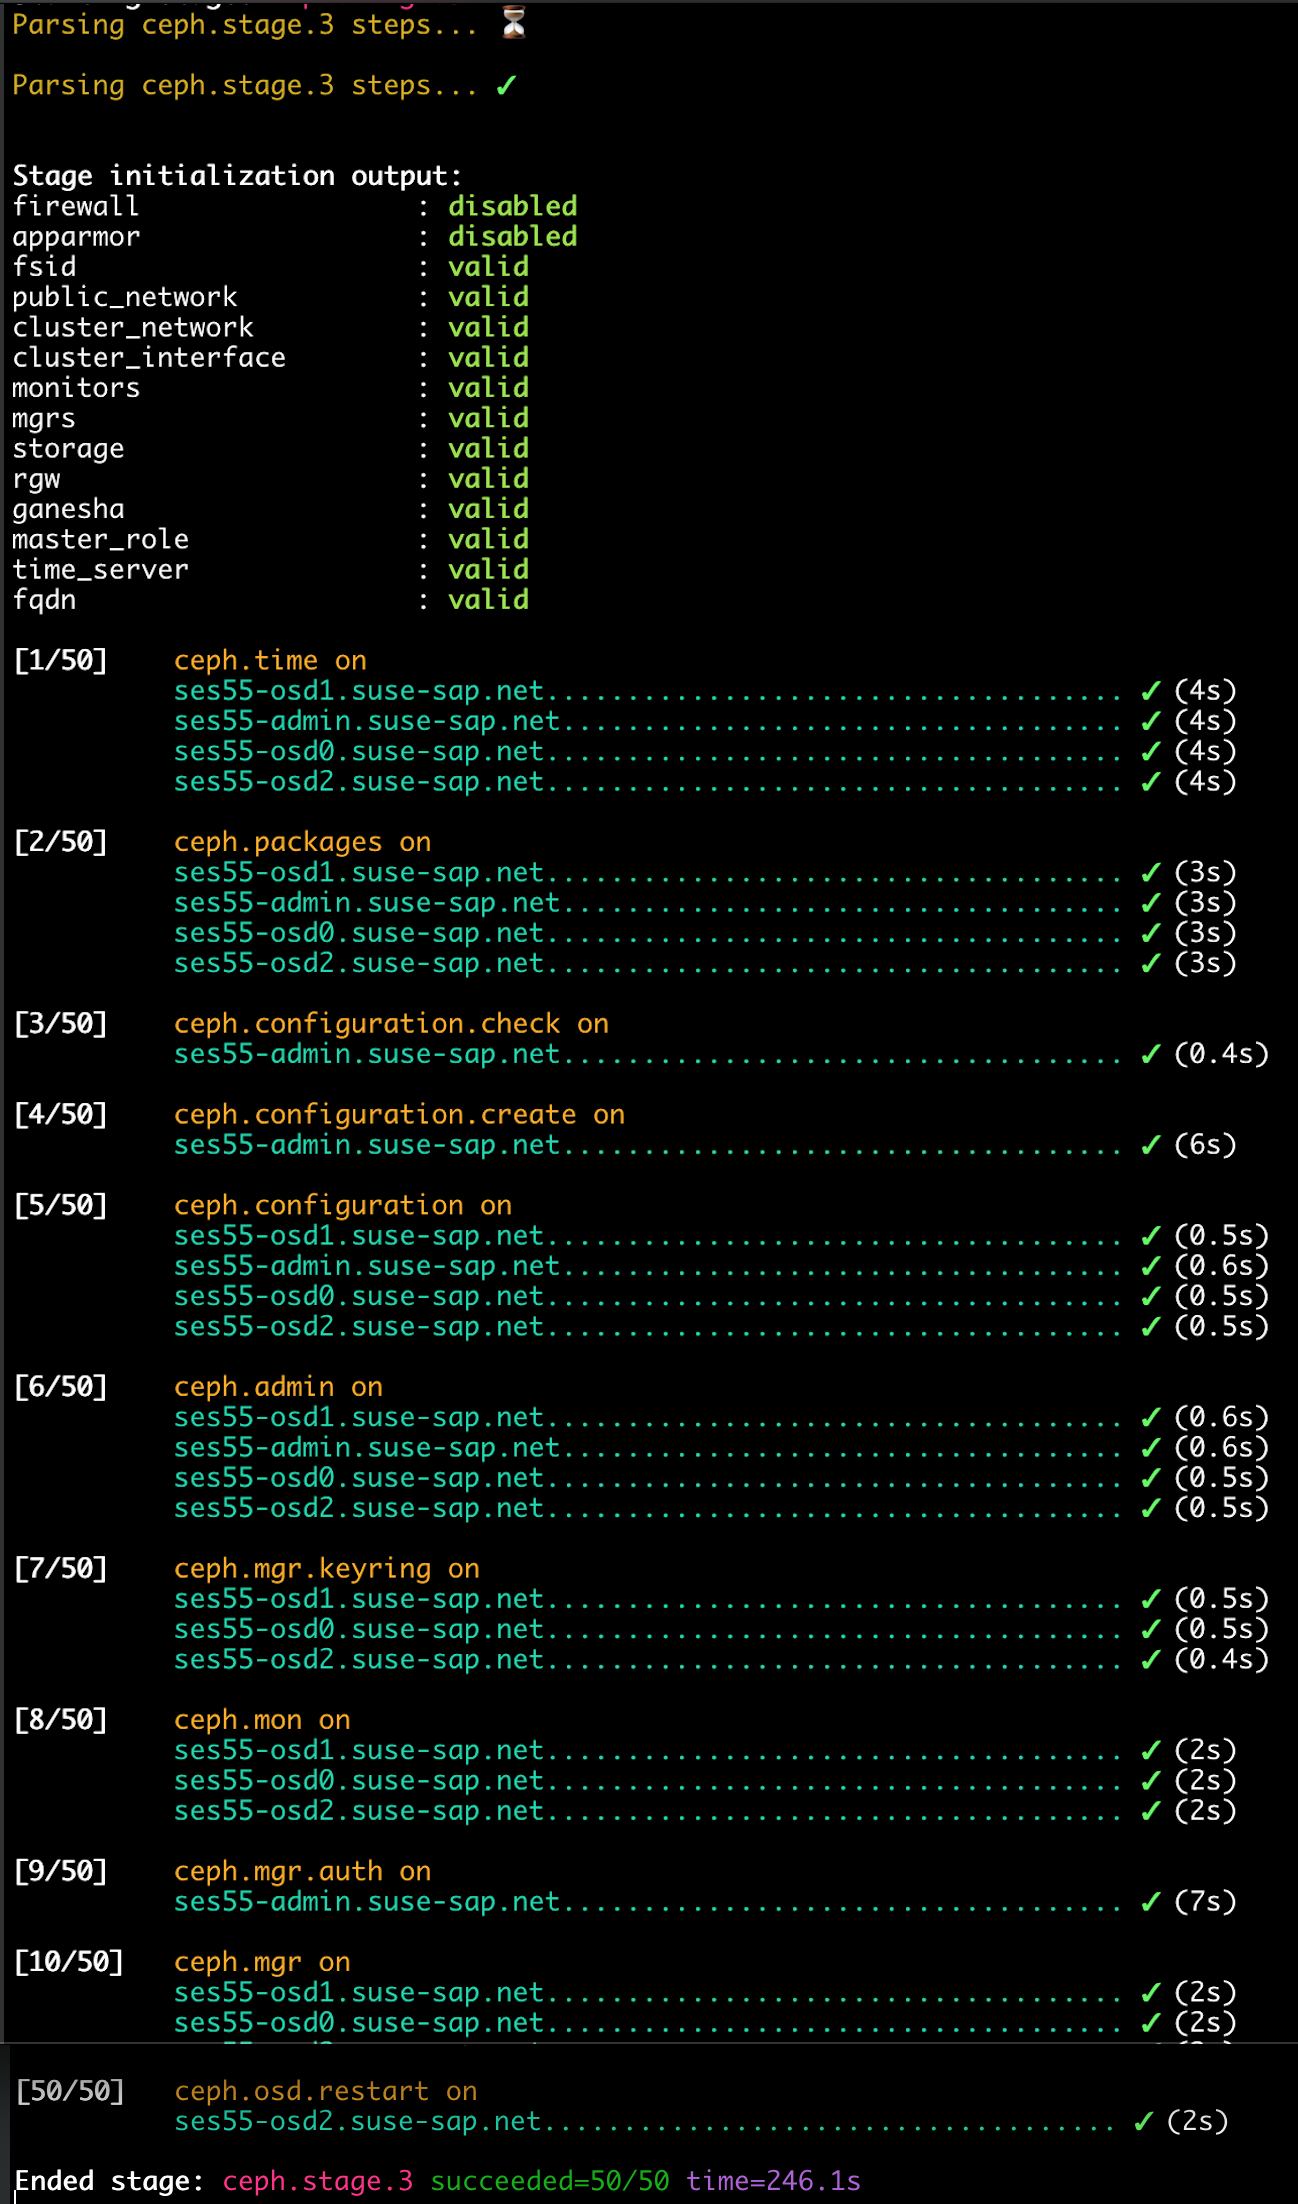 Parsing ceph.stage.3 steps... ⏳
Parsing ceph.stage.3 steps... ✓
Stage initialization output:
firewall : disabled
apparmor : disabled
fsid : valid
public_network : valid
cluster_network : valid
cluster_interface : valid
monitors : valid
mgrs : valid
storage : valid
rgw : valid
ganesha : valid
master_role : valid
time_server : valid
fqdn : valid
[1/50] ceph.time on
ses55-osd1.suse-sap.net.................................... ✓ (4s)
ses55-admin.suse-sap.net................................... ✓ (4s)
ses55-osd0.suse-sap.net.................................... ✓ (4s)
ses55-osd2.suse-sap.net.................................... ✓ (4s)
[2/50] ceph.packages on
ses55-osd1.suse-sap.net.................................... ✓ (3s)
ses55-admin.suse-sap.net................................... ✓ (3s)
ses55-osd0.suse-sap.net.................................... ✓ (3s)
ses55-osd2.suse-sap.net.................................... ✓ (3s)
[3/50] ceph.configuration.check on
ses55-admin.suse-sap.net................................... ✓ (0.4s)
[4/50] ceph.configuration.create on
ses55-admin.suse-sap.net................................... ✓ (6s)
[5/50] ceph.configuration on
ses55-osd1.suse-sap.net.................................... ✓ (0.5s)
ses55-admin.suse-sap.net................................... ✓ (0.6s)
ses55-osd0.suse-sap.net.................................... ✓ (0.5s)
ses55-osd2.suse-sap.net.................................... ✓ (0.5s)
[6/50] ceph.admin on
ses55-osd1.suse-sap.net.................................... ✓ (0.6s)
ses55-admin.suse-sap.net................................... ✓ (0.6s)
ses55-osd0.suse-sap.net.................................... ✓ (0.5s)
ses55-osd2.suse-sap.net.................................... ✓ (0.5s)
[7/50] ceph.mgr.keyring on
ses55-osd1.suse-sap.net.................................... ✓ (0.5s)
ses55-osd0.suse-sap.net.................................... ✓ (0.5s)
ses55-osd2.suse-sap.net.................................... ✓ (0.4s)
[8/50] ceph.mon on
ses55-osd1.suse-sap.net.................................... ✓ (2s)
ses55-osd0.suse-sap.net.................................... ✓ (2s)
ses55-osd2.suse-sap.net.................................... ✓ (2s)
[9/50] ceph.mgr.auth on
ses55-admin.suse-sap.net................................... ✓ (7s)
[10/50] ceph.mgr on
ses55-osd1.suse-sap.net.................................... ✓ (2s)
ses55-osd0.suse-sap.net.................................... ✓ (2s)
[50/50] ceph.osd.restart on
ses55-osd2.suse-sap.net.................................... ✓ (2s)
Ended stage: ceph.stage.3 succeeded=50/50 time=246.1s